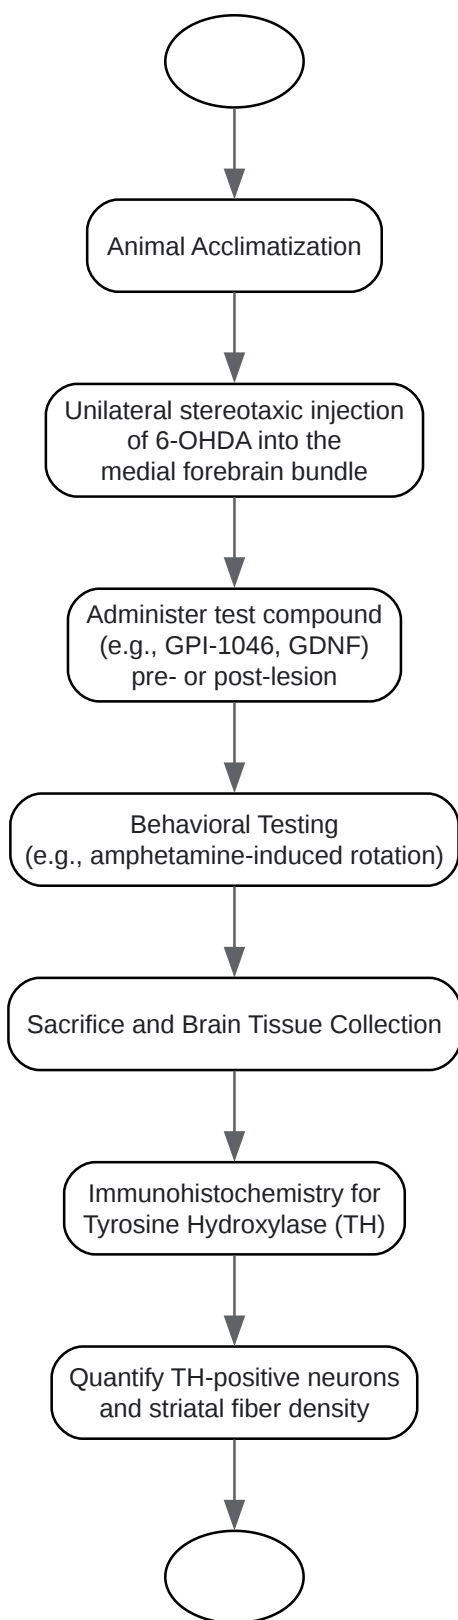 Animal Acclimatization
Unilateral stereotaxic injection
of 6-OHDA into the
medial forebrain bundle
Administer test compound
(e.g., GPI-1046, GDNF)
pre- or post-lesion
Behavioral Testing
(e.g., amphetamine-induced rotation)
Sacrifice and Brain Tissue Collection
Immunohistochemistry for
Tyrosine Hydroxylase (TH)
Quantify TH-positive neurons
and striatal fiber density